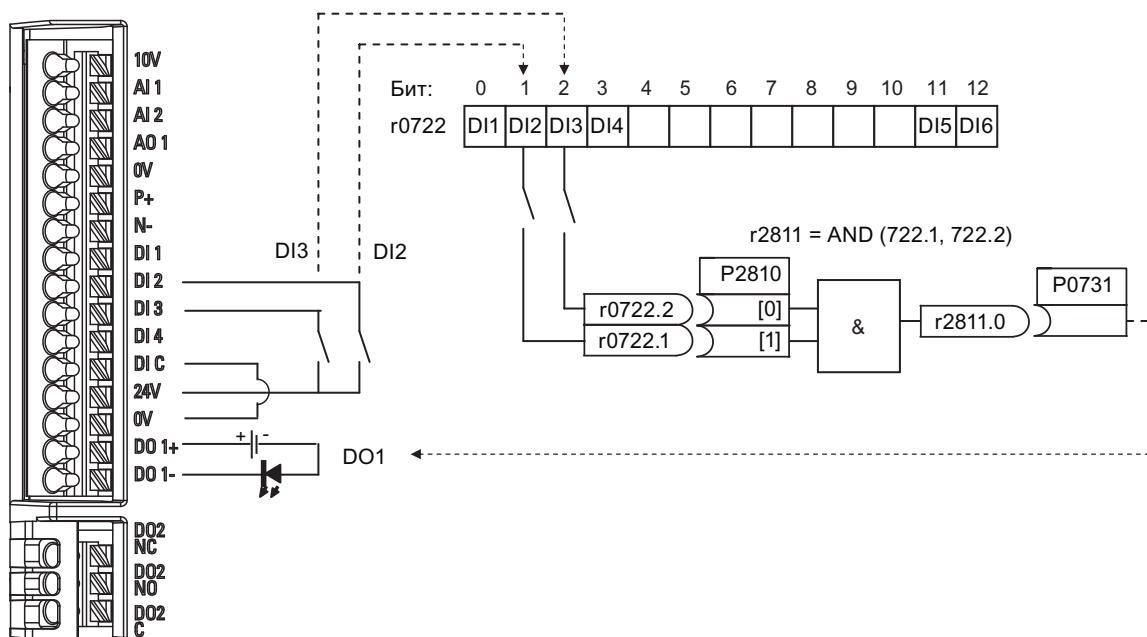 10V
AI 1
AI 2
AO 1
0V
P+
N-
DI 1
DI 2
DI 3
DI 4
DI C
24V
0V
DO 1+
DO 1-
DO2
NC
DO2
NO
DO2
C
DI3 DI2
+ -
DO1
Бит: 0 1 2 3 4 5 6 7 8 9 10 11 12
r0722 DI1 DI2 DI3 DI4 DI5 DI6
r2811 = AND (722.1, 722.2)
P2810
r0722.2 [0]
r0722.1 [1]
&
r2811.0
P0731